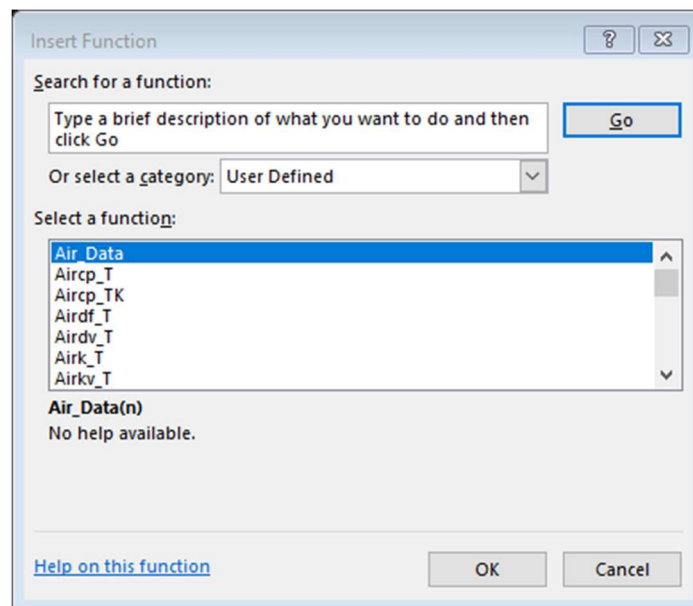 Insert Function
Search for a function:
Type a brief description of what you want to do and then
click Go
Go
Or select a category: User Defined
Select a function:
Air_Data
Aircp_T
Aircp_TK
Airdf_T
Airdv_T
Airk_T
Airkv_T
Air_Data(n)
No help available.
Help on this function
OK
Cancel